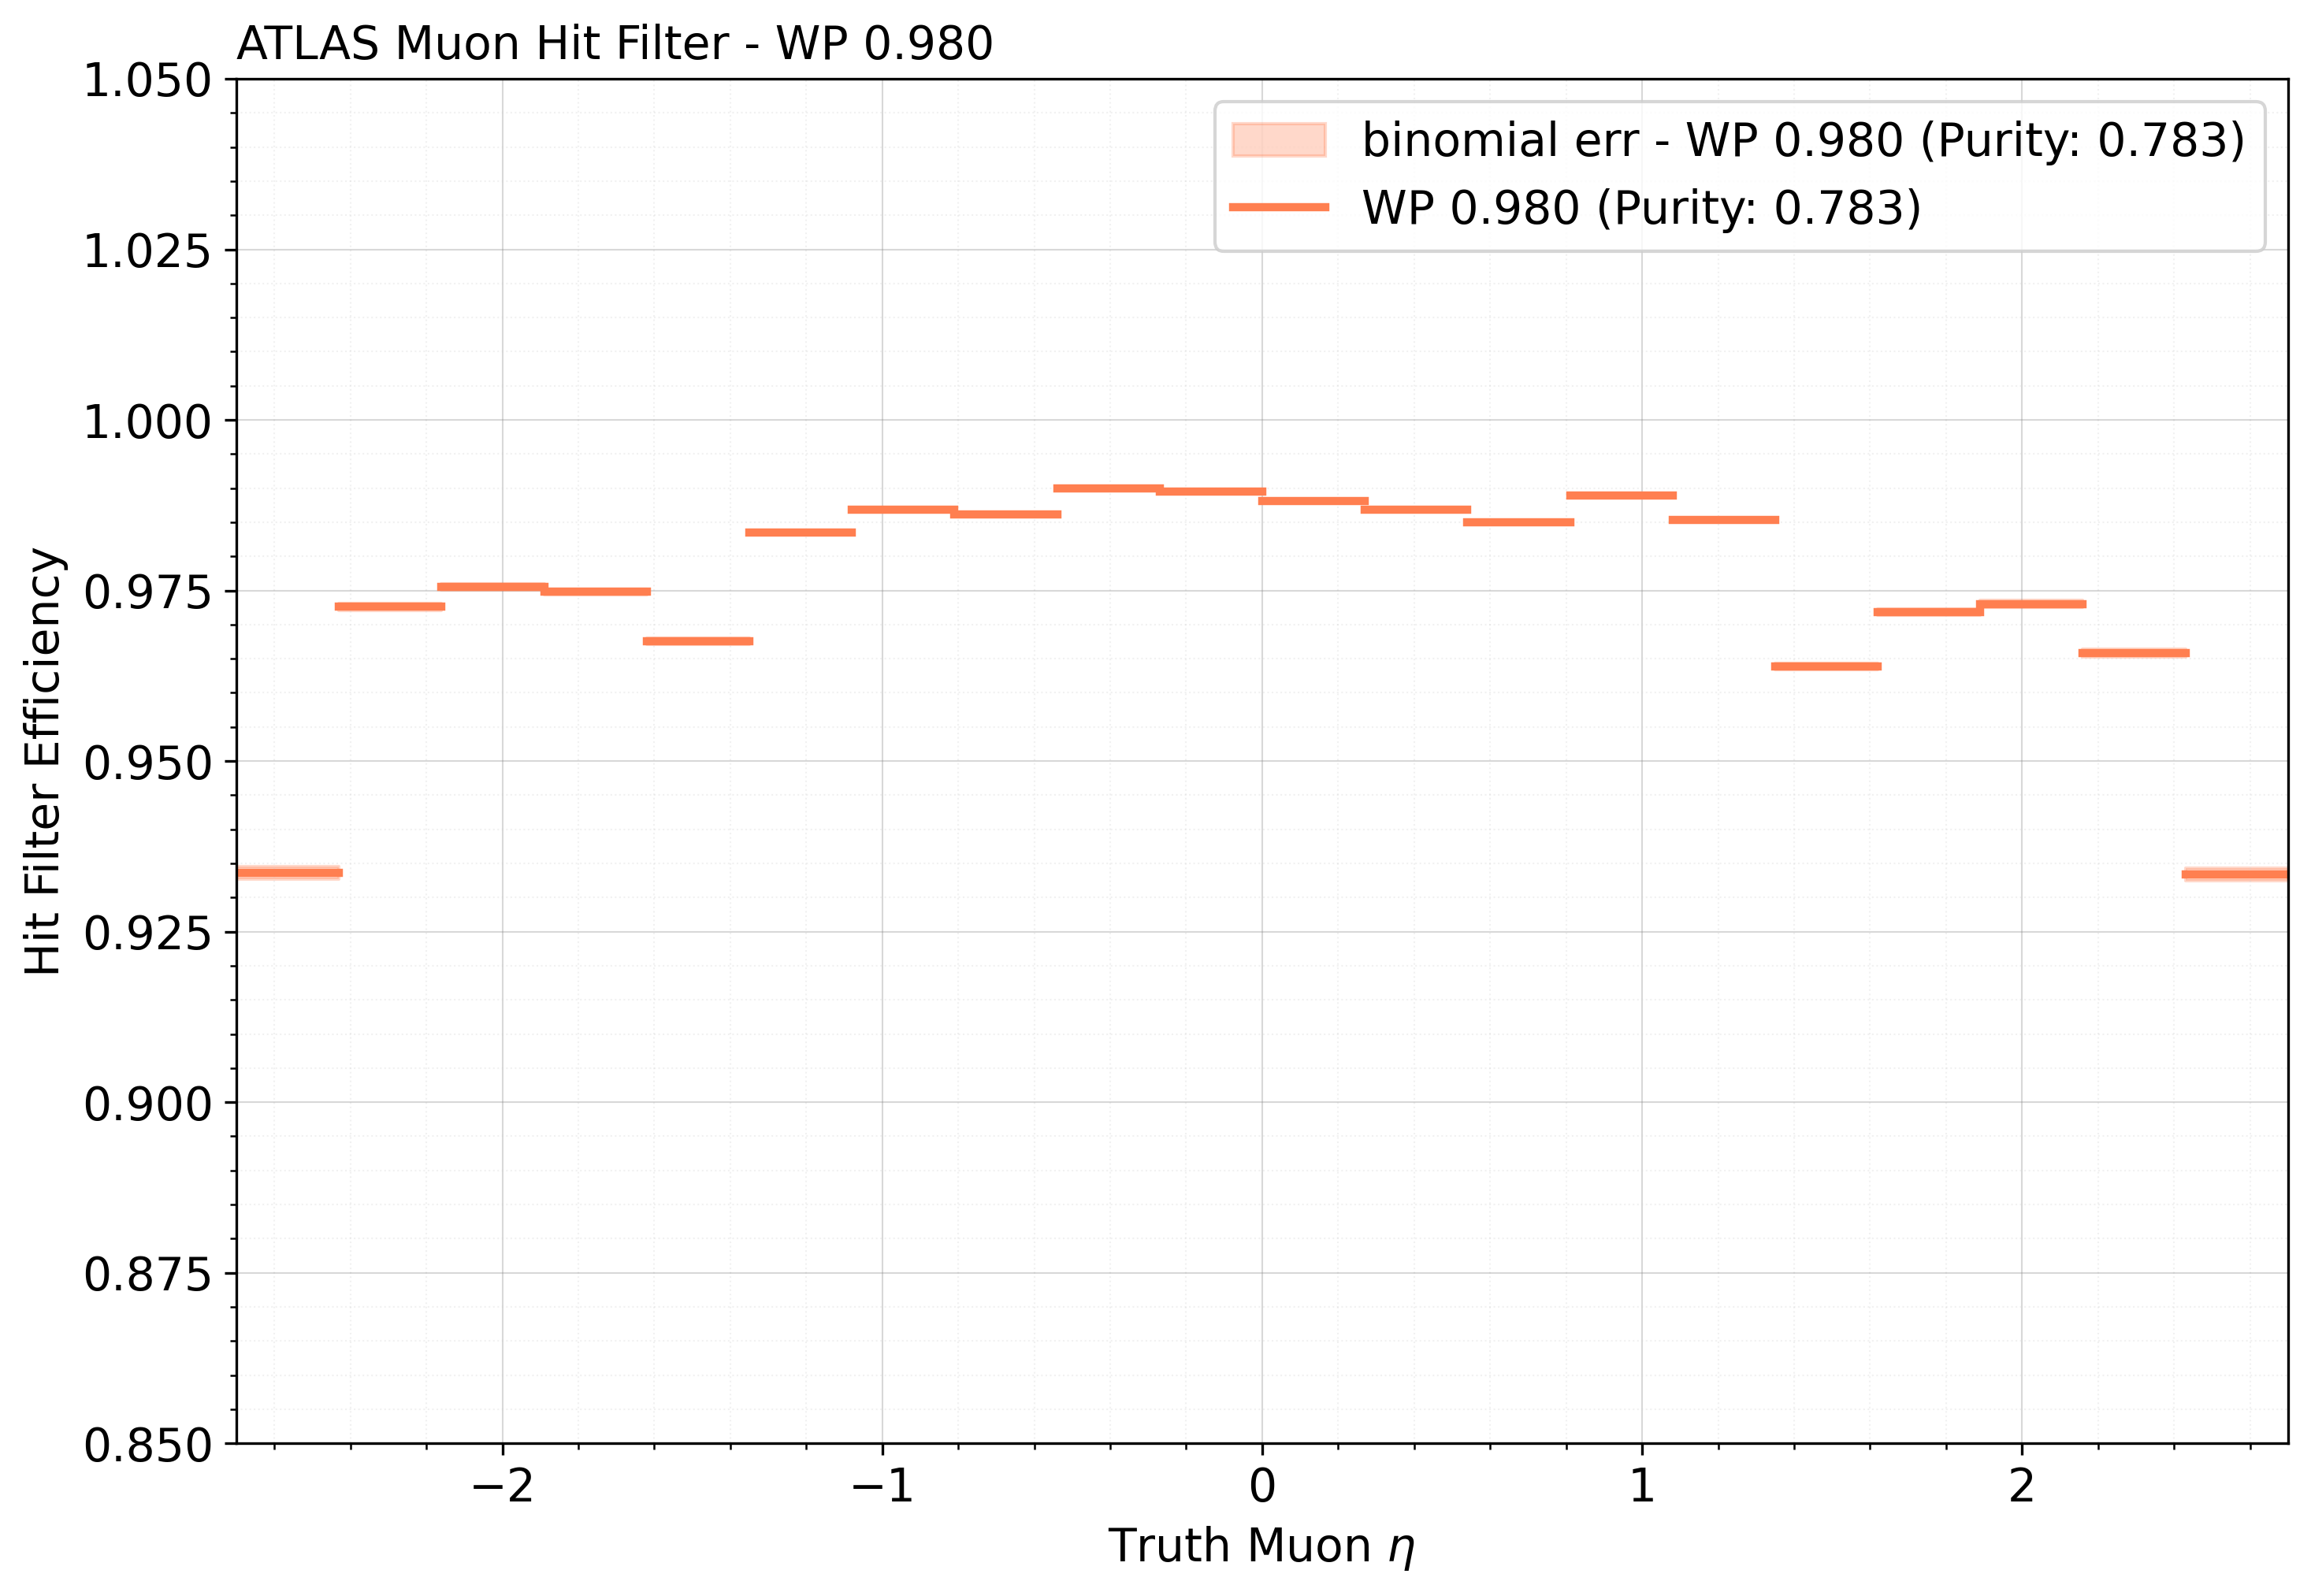 ATLAS Muon Hit Filter - WP 0.980
binomial err - WP 0.980 (Purity: 0.783)
WP 0.980 (Purity: 0.783)
Hit Filter Efficiency
1.050
1.025
1.000
0.975
0.950
0.925
0.900
0.875
0.850
−2
−1
0
1
2
Truth Muon η